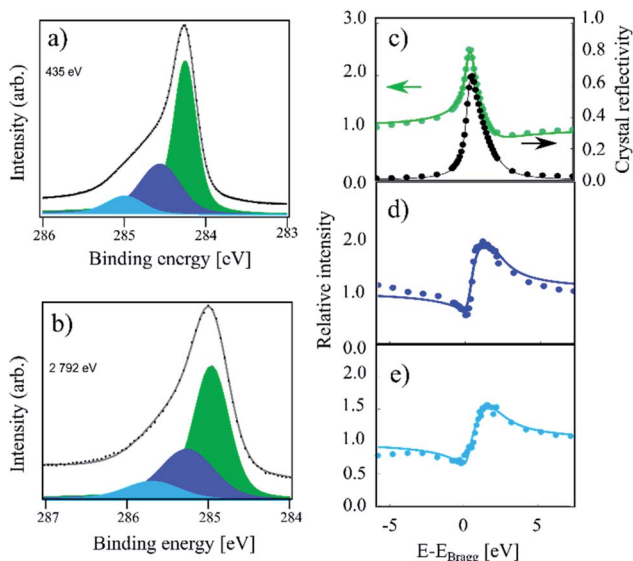 a)
435 eV
Intensity (arb.)
286 285 284 283
Binding energy [eV]
b)
2 792 eV
Intensity (arb.)
287 286 285 284
Binding energy [eV]
c)
3.0
2.0
1.0
0.0
1.0
0.8
0.6
0.4
0.2
0.0
Crystal reflectivity
d)
2.0
1.0
0.0
Relative intensity
e)
2.0
1.5
1.0
0.5
0.0
-5 0 5
E-EBragg [eV]